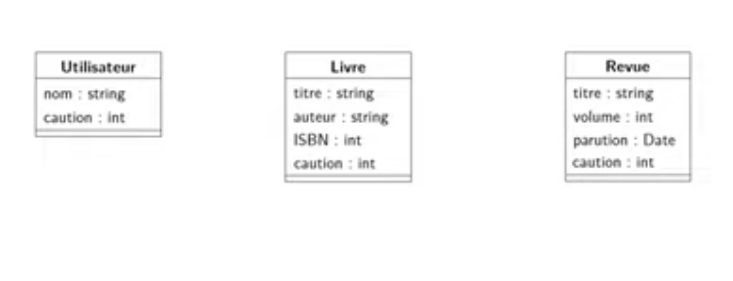 Utilisateur
nom : string
caution : int
Livre
titre : string
auteur : string
ISBN : int
caution : int
Revue
titre : string
volume : int
parution : Date
caution : int